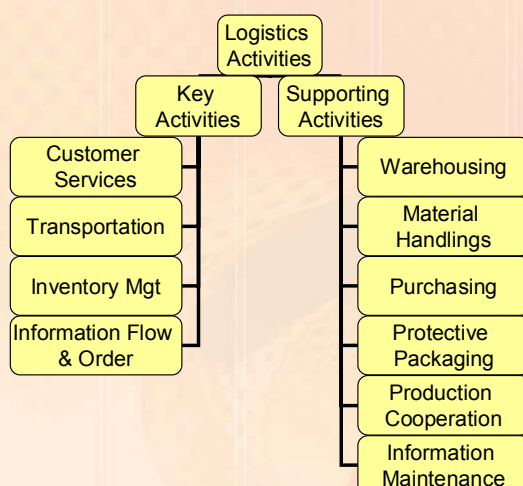 Logistics
Activities
Key
Activities
Supporting
Activities
Customer
Services
Transportation
Inventory Mgt
Information Flow
& Order
Warehousing
Material
Handlings
Purchasing
Protective
Packaging
Production
Cooperation
Information
Maintenance